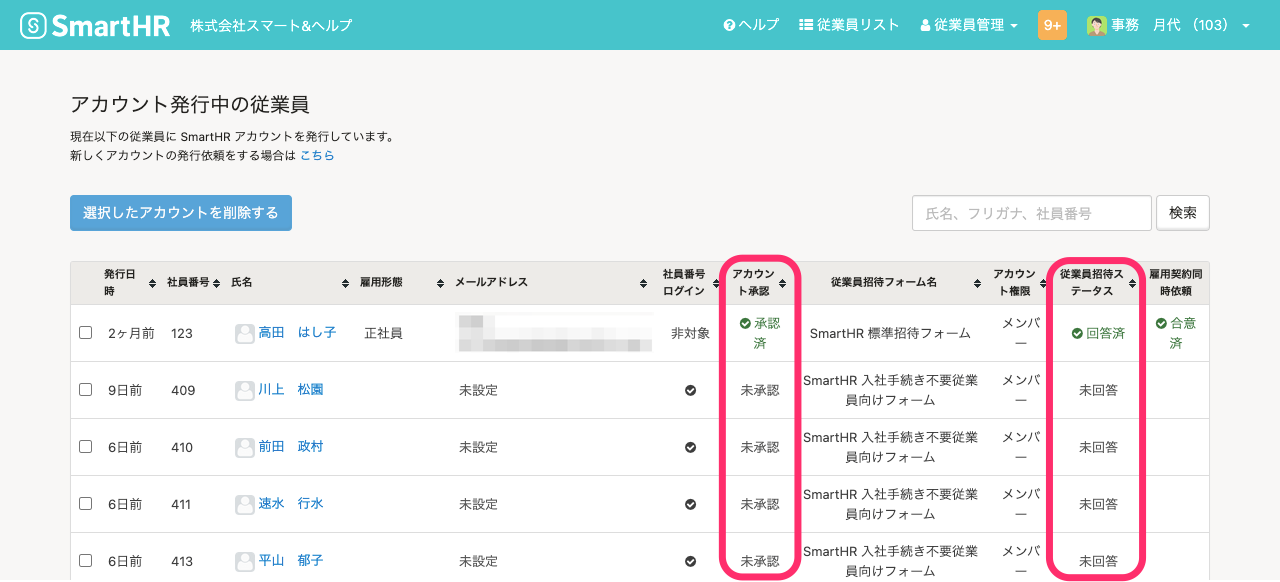 SmartHR 株式会社スマート&ヘルプ ヘルプ 従業員リスト 従業員管理 9+ 事務 月代 （103）
アカウント発行中の従業員
現在以下の従業員に SmartHR アカウントを発行しています。
新しくアカウントの発行依頼をする場合は こちら
選択したアカウントを削除する 氏名、フリガナ、社員番号 検索
発行日時 社員番号 氏名 雇用形態 メールアドレス 社員番号ログイン アカウント承認 従業員招待フォーム名 アカウント権限 従業員招待ステータス 雇用契約同時依頼
2ヶ月前 123 高田 はし子 正社員 非対象 承認済 SmartHR 標準招待フォーム メンバー 回答済 合意済
9日前 409 川上 松園 未設定 未承認 SmartHR 入社手続き不要従業員向けフォーム メンバー 未回答
6日前 410 前田 政村 未設定 未承認 SmartHR 入社手続き不要従業員向けフォーム メンバー 未回答
6日前 411 速水 行水 未設定 未承認 SmartHR 入社手続き不要従業員向けフォーム メンバー 未回答
6日前 413 平山 郁子 未設定 未承認 SmartHR 入社手続き不要従業員向けフォーム メンバー 未回答